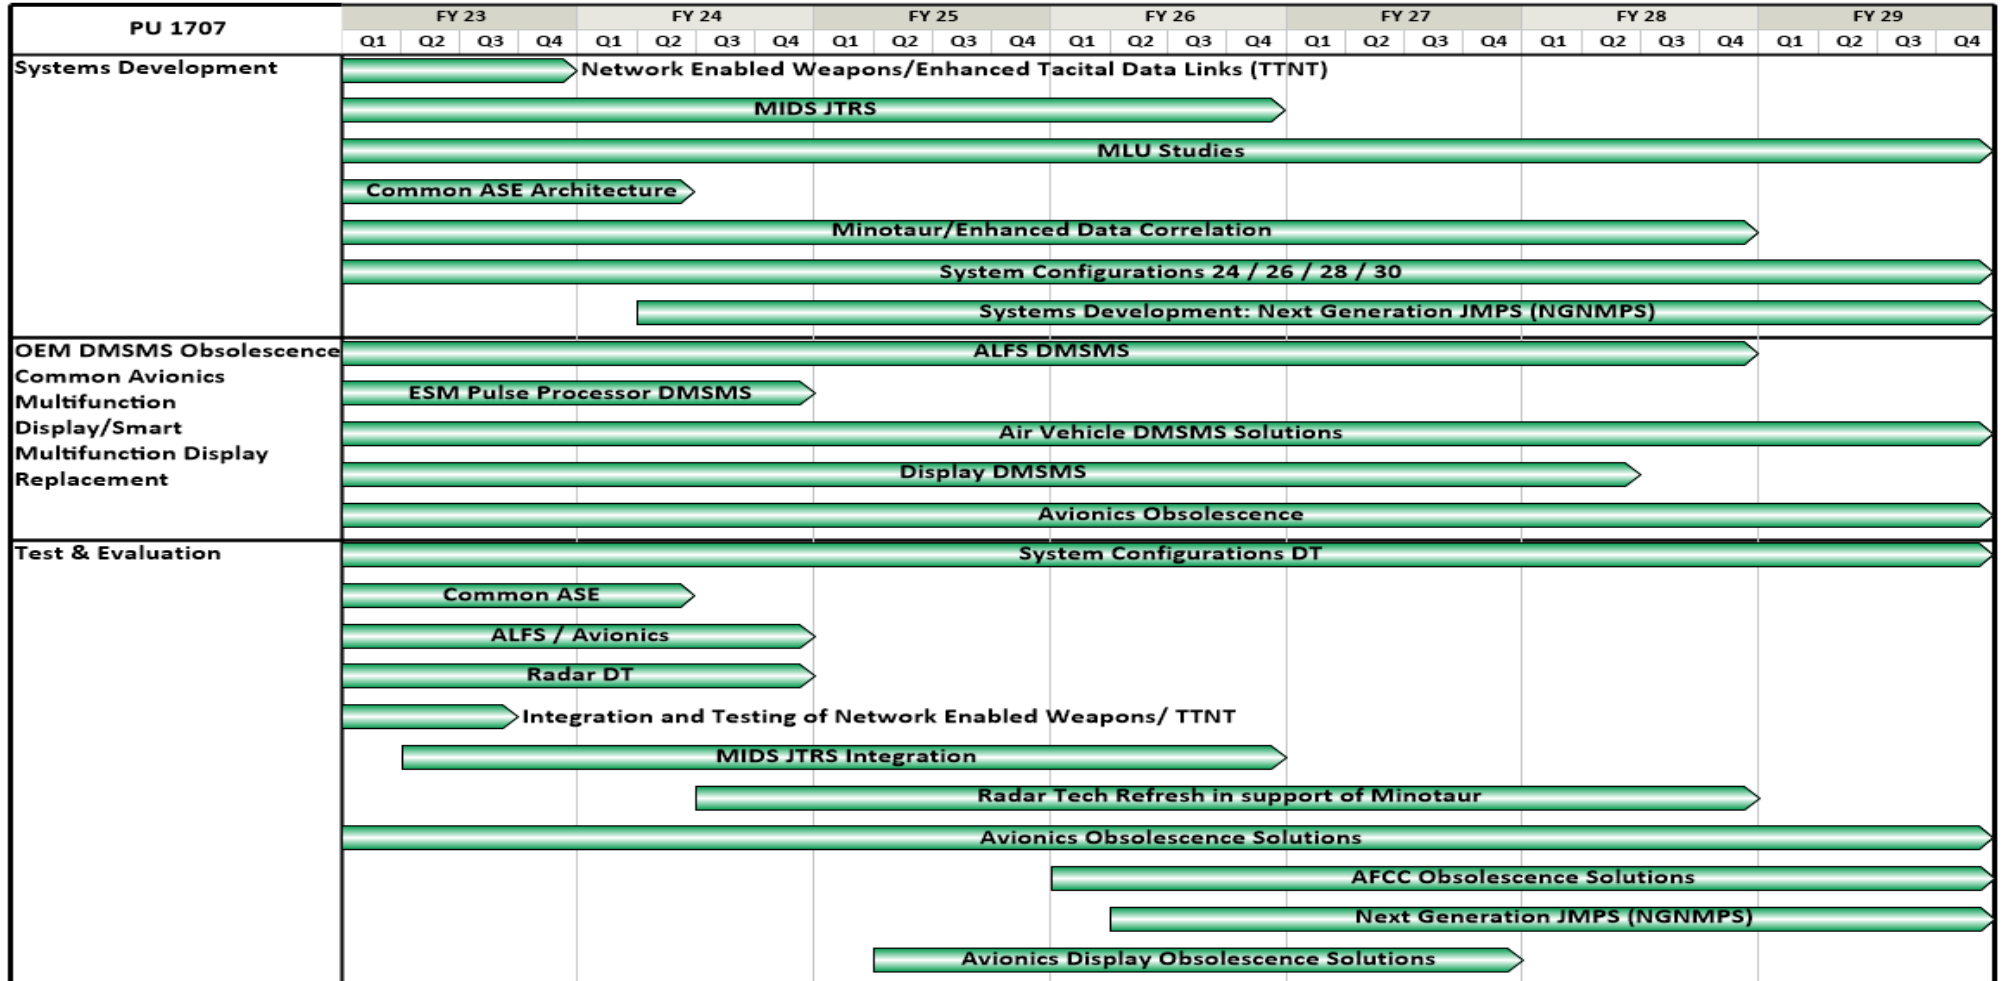 PU 1707
FY 23 FY 24 FY 25 FY 26 FY 27 FY 28 FY 29
Q1 Q2 Q3 Q4 Q1 Q2 Q3 Q4 Q1 Q2 Q3 Q4 Q1 Q2 Q3 Q4 Q1 Q2 Q3 Q4 Q1 Q2 Q3 Q4 Q1 Q2 Q3 Q4
Systems Development
Network Enabled Weapons/Enhanced Tacital Data Links (TTNT)
MIDS JTRS
MLU Studies
Common ASE Architecture
Minotaur/Enhanced Data Correlation
System Configurations 24 / 26 / 28 / 30
Systems Development: Next Generation JMPS (NGNMPS)
OEM DMSMS Obsolescence
Common Avionics
Multifunction
Display/Smart
Multifunction Display
Replacement
ALFS DMSMS
ESM Pulse Processor DMSMS
Air Vehicle DMSMS Solutions
Display DMSMS
Avionics Obsolescence
Test & Evaluation
System Configurations DT
Common ASE
ALFS / Avionics
Radar DT
Integration and Testing of Network Enabled Weapons/ TTNT
MIDS JTRS Integration
Radar Tech Refresh in support of Minotaur
Avionics Obsolescence Solutions
AFCC Obsolescence Solutions
Next Generation JMPS (NGNMPS)
Avionics Display Obsolescence Solutions